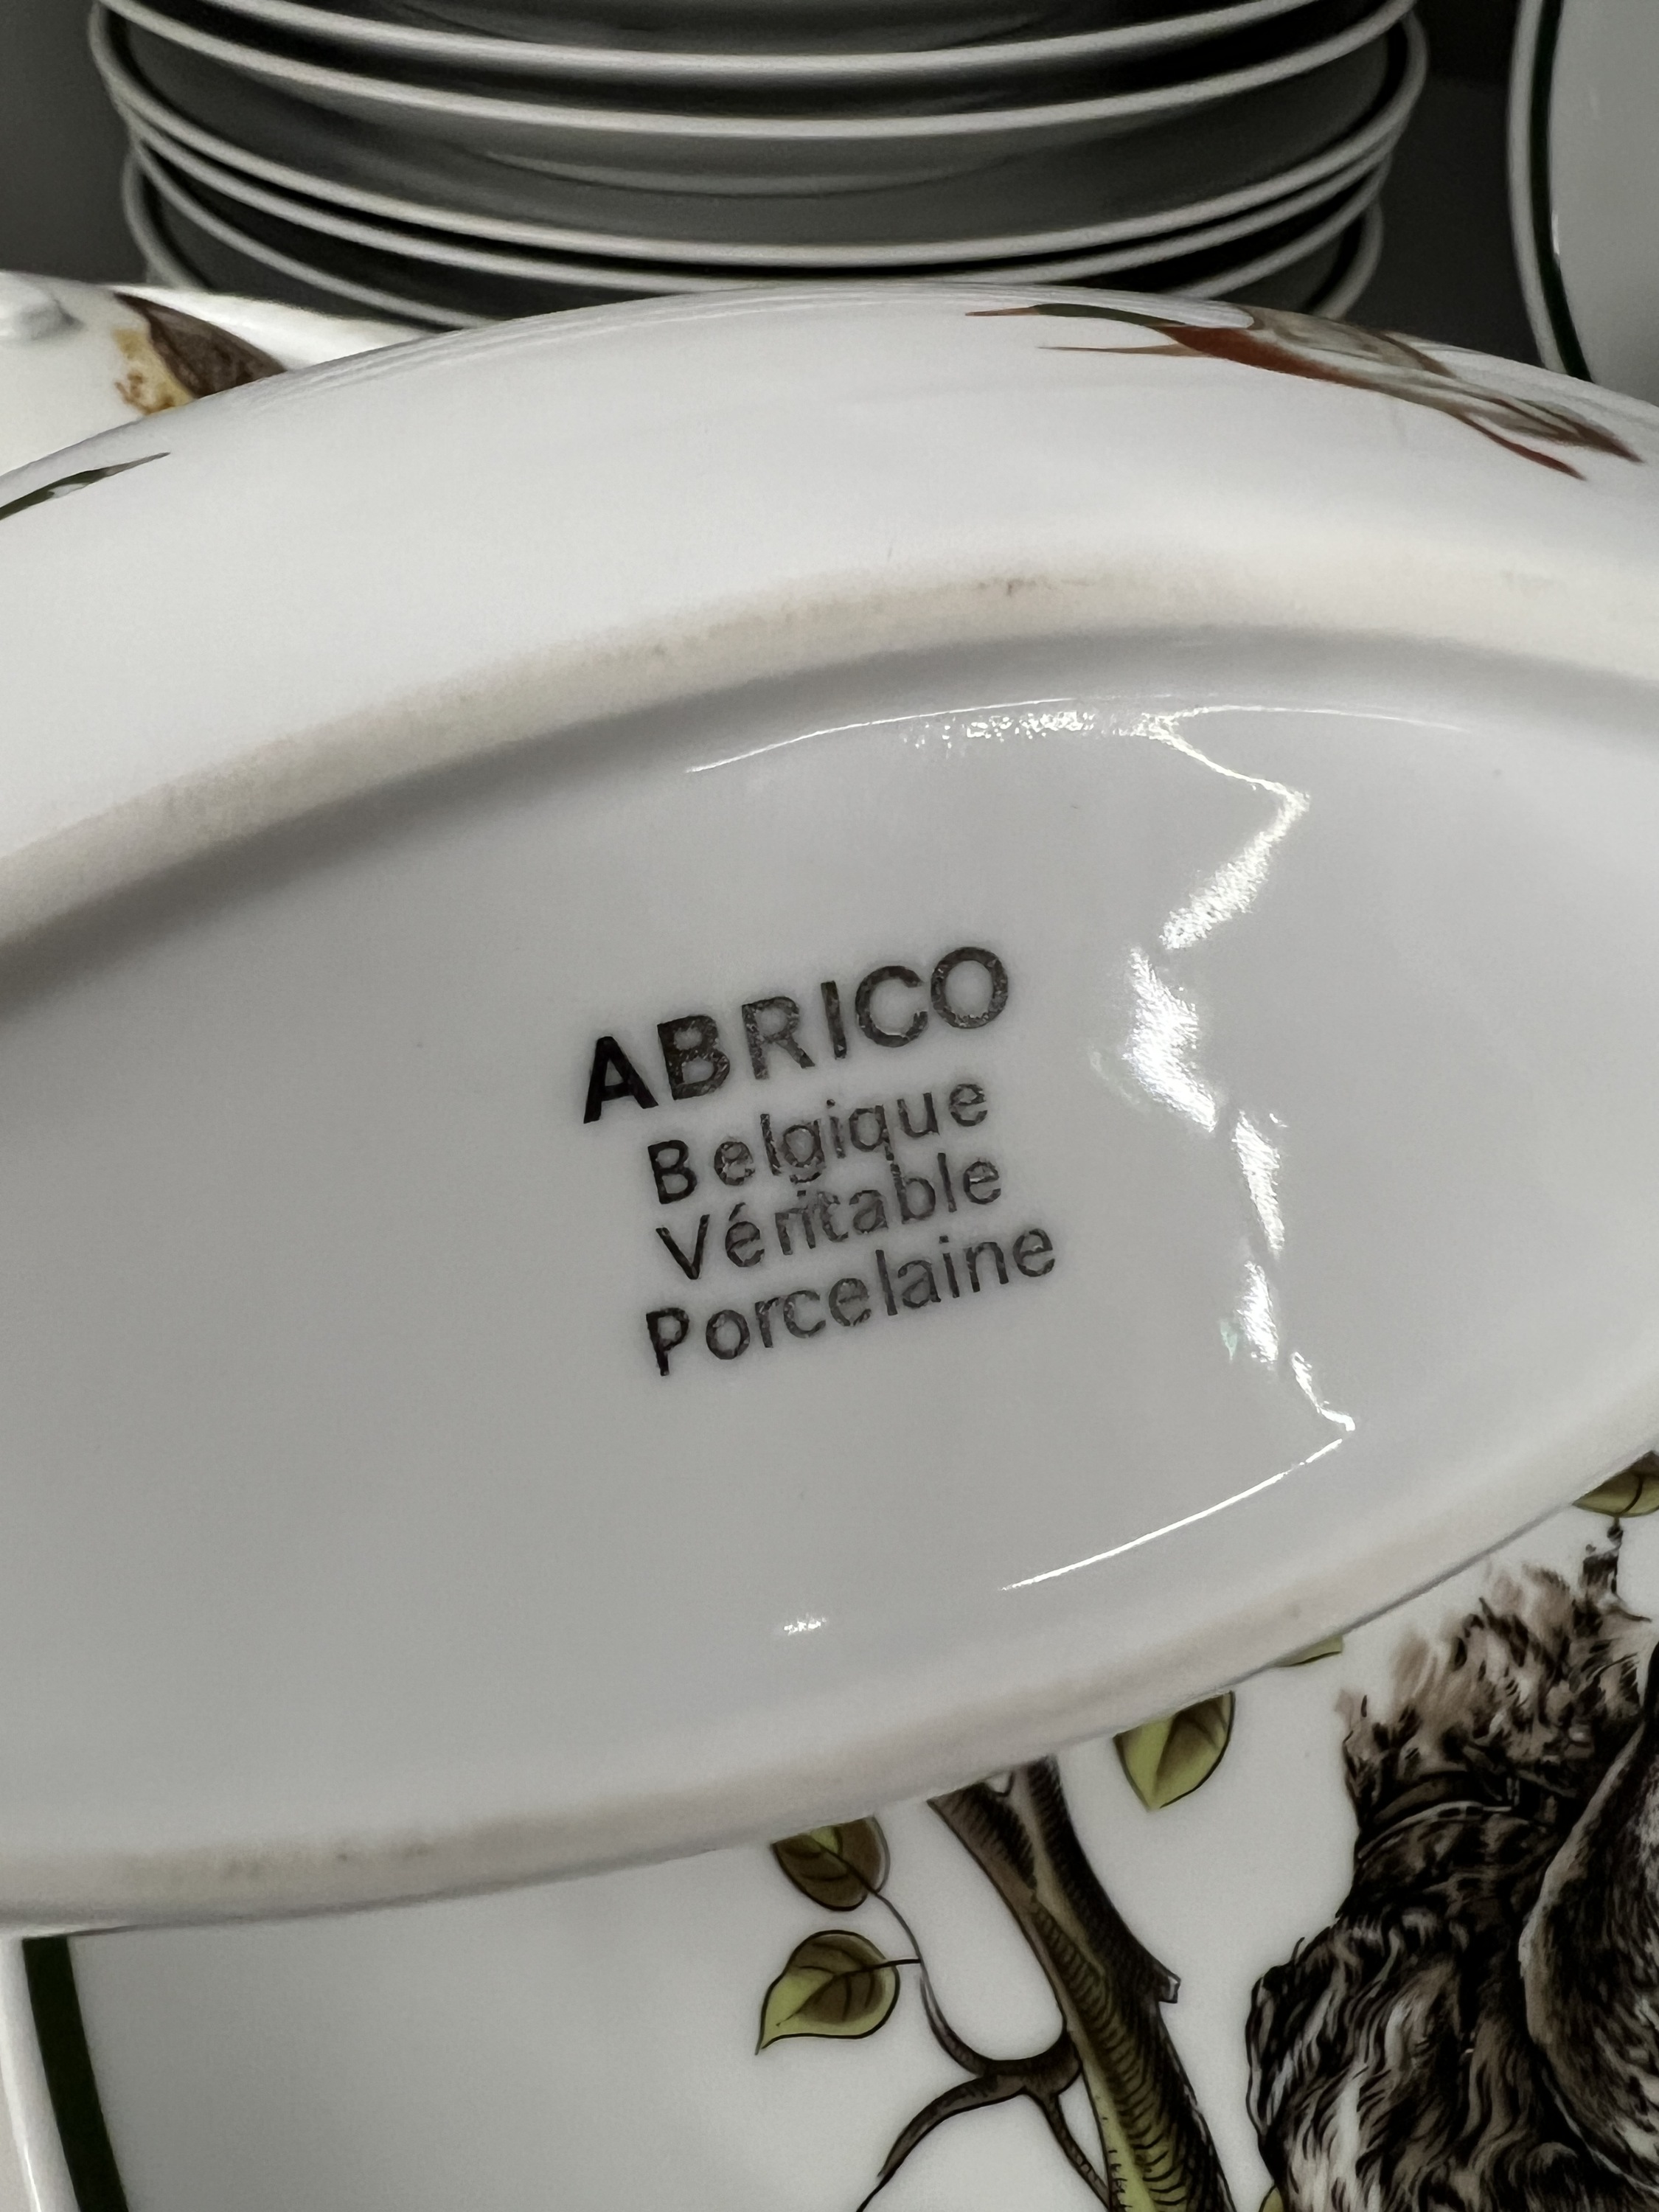 ABRICO
Belgique
Véritable
Porcelaine